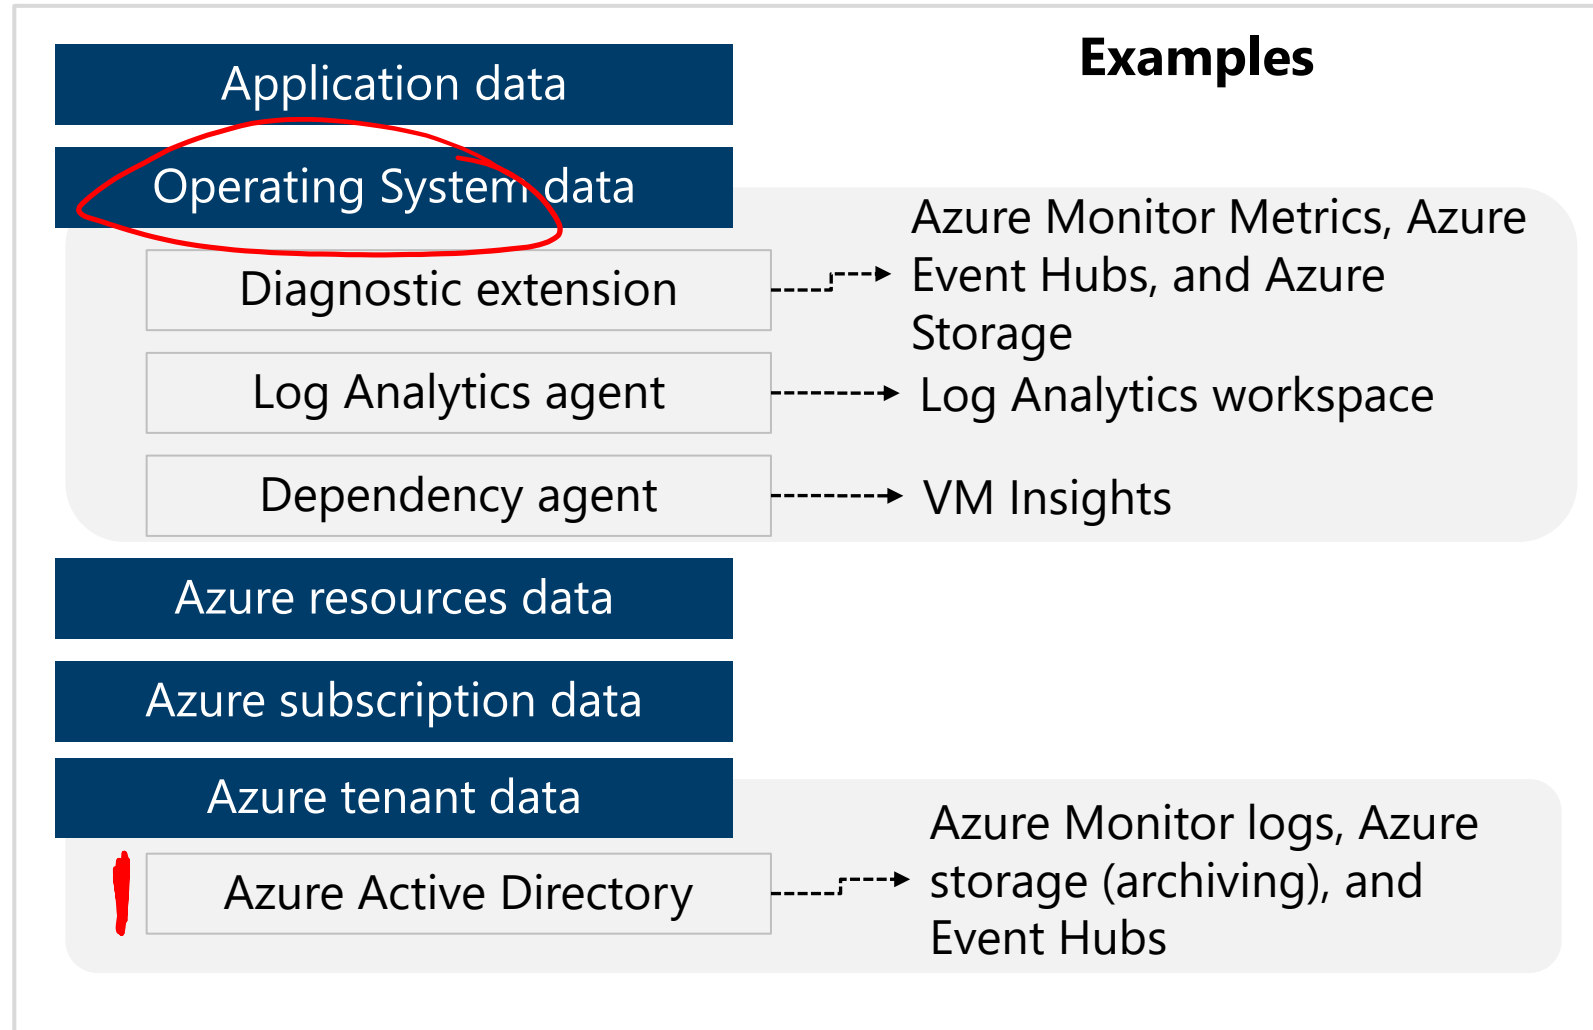 Examples
Application data
Operating System data
Diagnostic extension
Azure Monitor Metrics, Azure
Event Hubs, and Azure
Storage
Log Analytics agent
Log Analytics workspace
Dependency agent
VM Insights
Azure resources data
Azure subscription data
Azure tenant data
Azure Active Directory
Azure Monitor logs, Azure
storage (archiving), and
Event Hubs